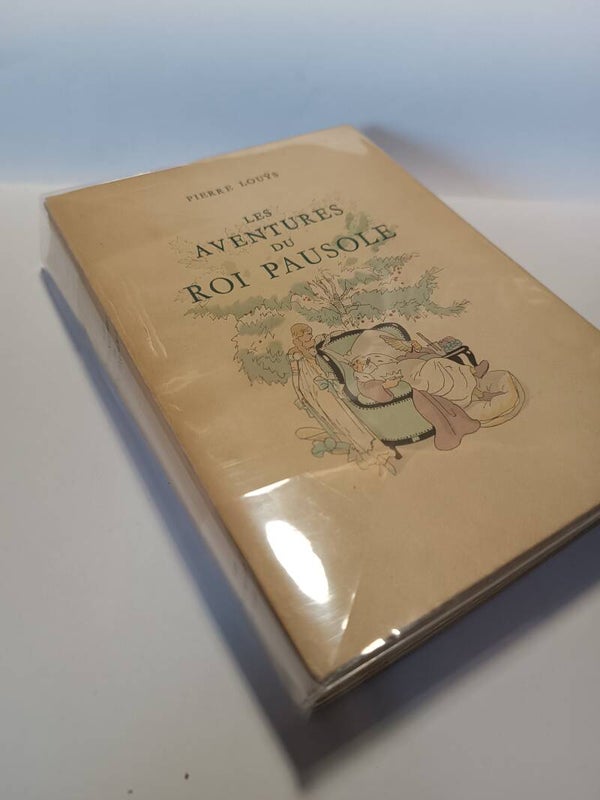 PIERRE LOUŸS
LES
AVENTURES
DU
ROI PAUSOLE